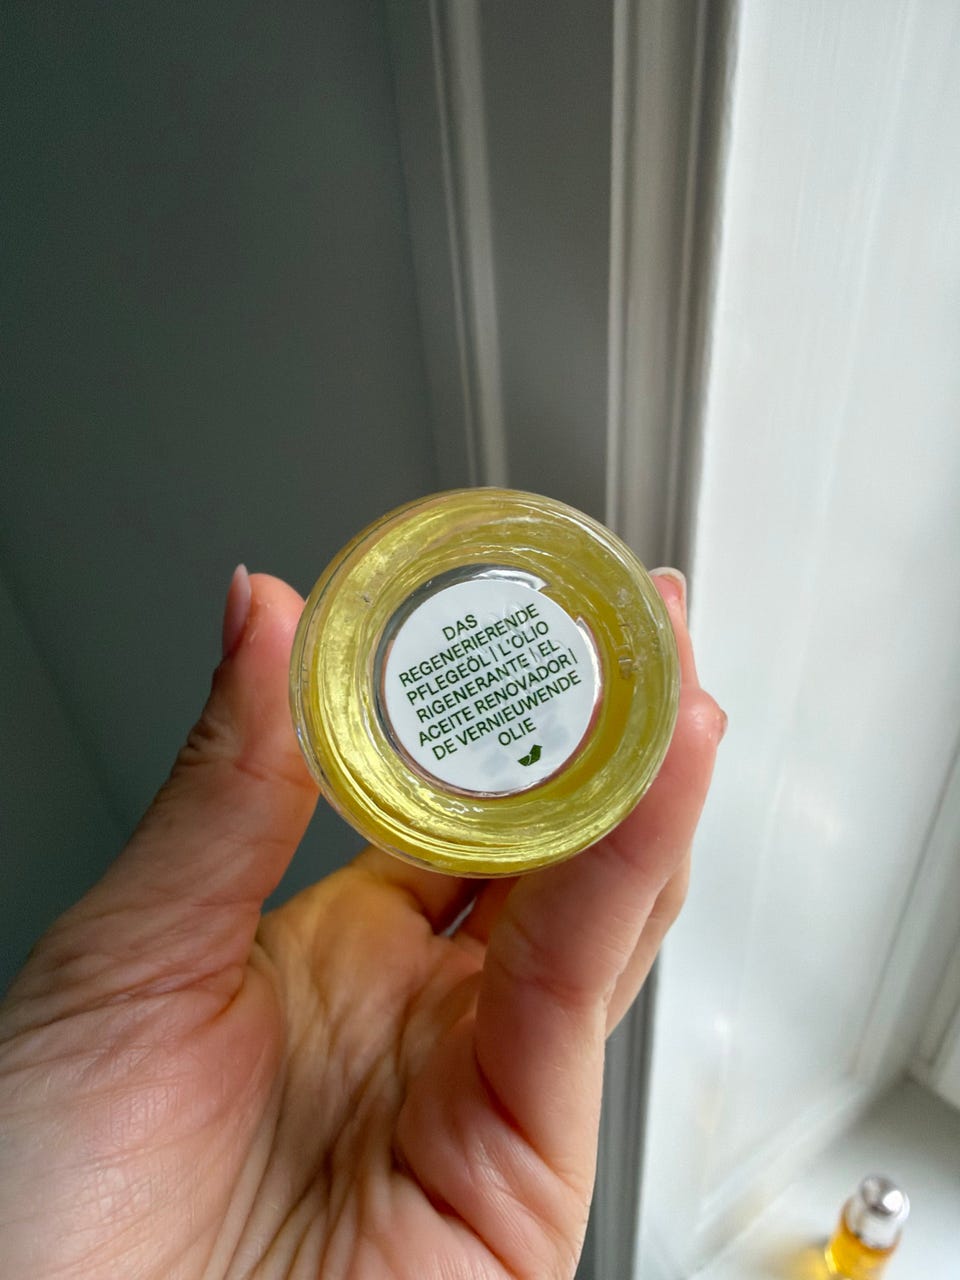 DAS
REGENERIERENDE
PFLEGEÖL | L'OLIO
RIGENERANTE | EL
ACEITE RENOVADOR |
DE VERNIEUWENDE
OLIE